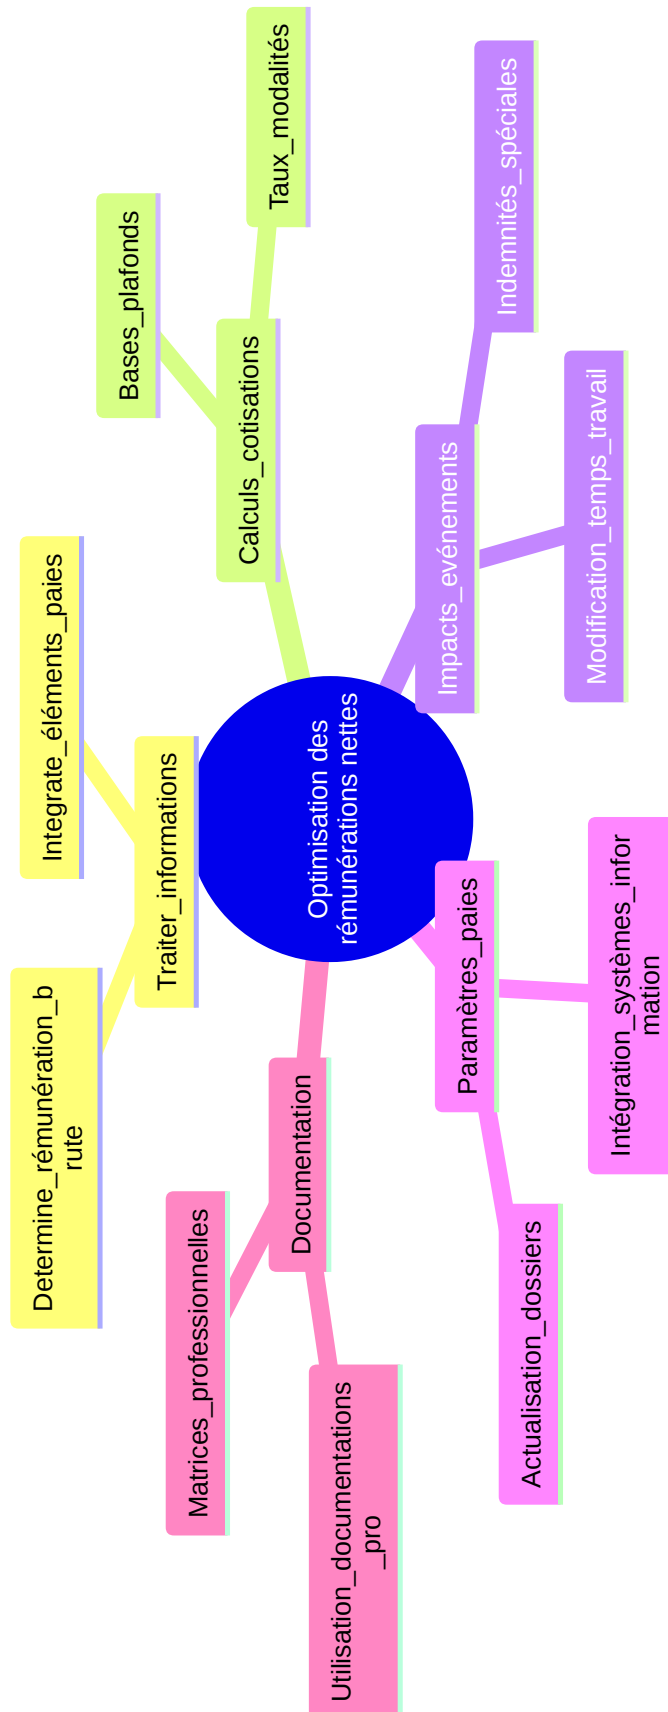 Optimisation des
rémunérations nettes
Traiter_informations
Determine_rémunération_b
rute
Integrate_éléments_paies
Calculs_cotisations
Bases_plafonds
Taux_modalités
Impacts_evénements
Indemnités_spéciales
Modification_temps_travail
Paramètres_paies
Intégration_systèmes_infor
mation
Actualisation_dossiers
Documentation
Matrices_professionnelles
Utilisation_documentations
_pro